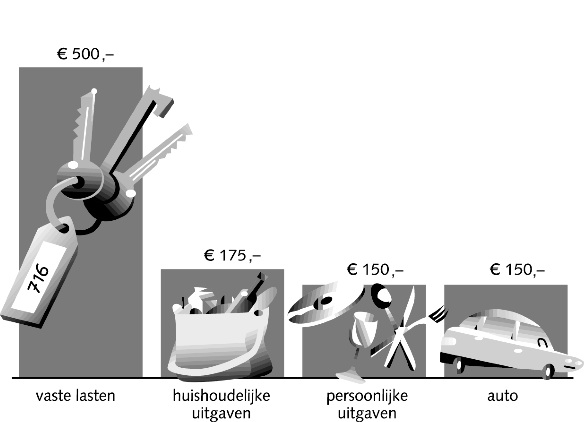 € 500,–
716
€ 175,–
€ 150,–
€ 150,–
vaste lasten
huishoudelijke
uitgaven
persoonlijke
uitgaven
auto